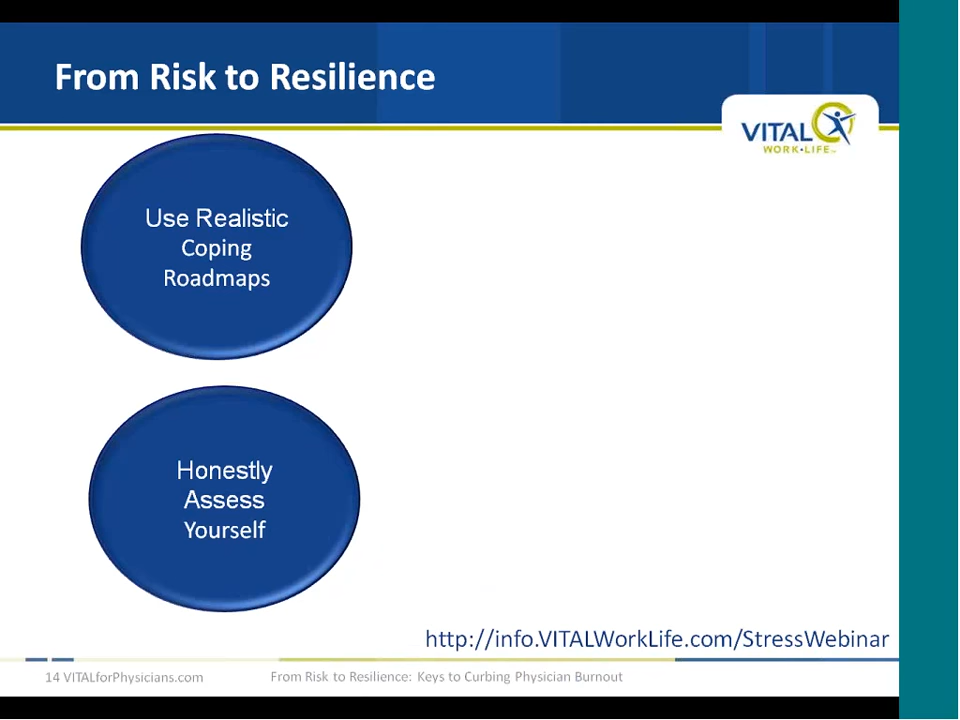 From Risk to Resilience
VITAL
WORK•LIFE™
Use Realistic
Coping
Roadmaps
Honestly
Assess
Yourself
http://info.VITALWorkLife.com/StressWebinar
14 VITALforPhysicians.com
From Risk to Resilience: Keys to Curbing Physician Burnout